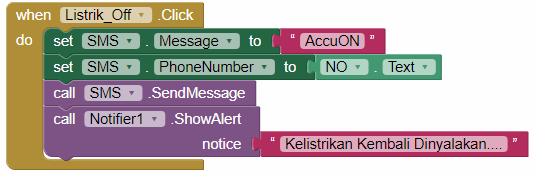 when Listrik_Off .Click
do set SMS . Message to “ AccuON ”
set SMS . PhoneNumber to NO . Text
call SMS .SendMessage
call Notifier1 .ShowAlert
notice “ Kelistrikan Kembali Dinyalakan.... ”